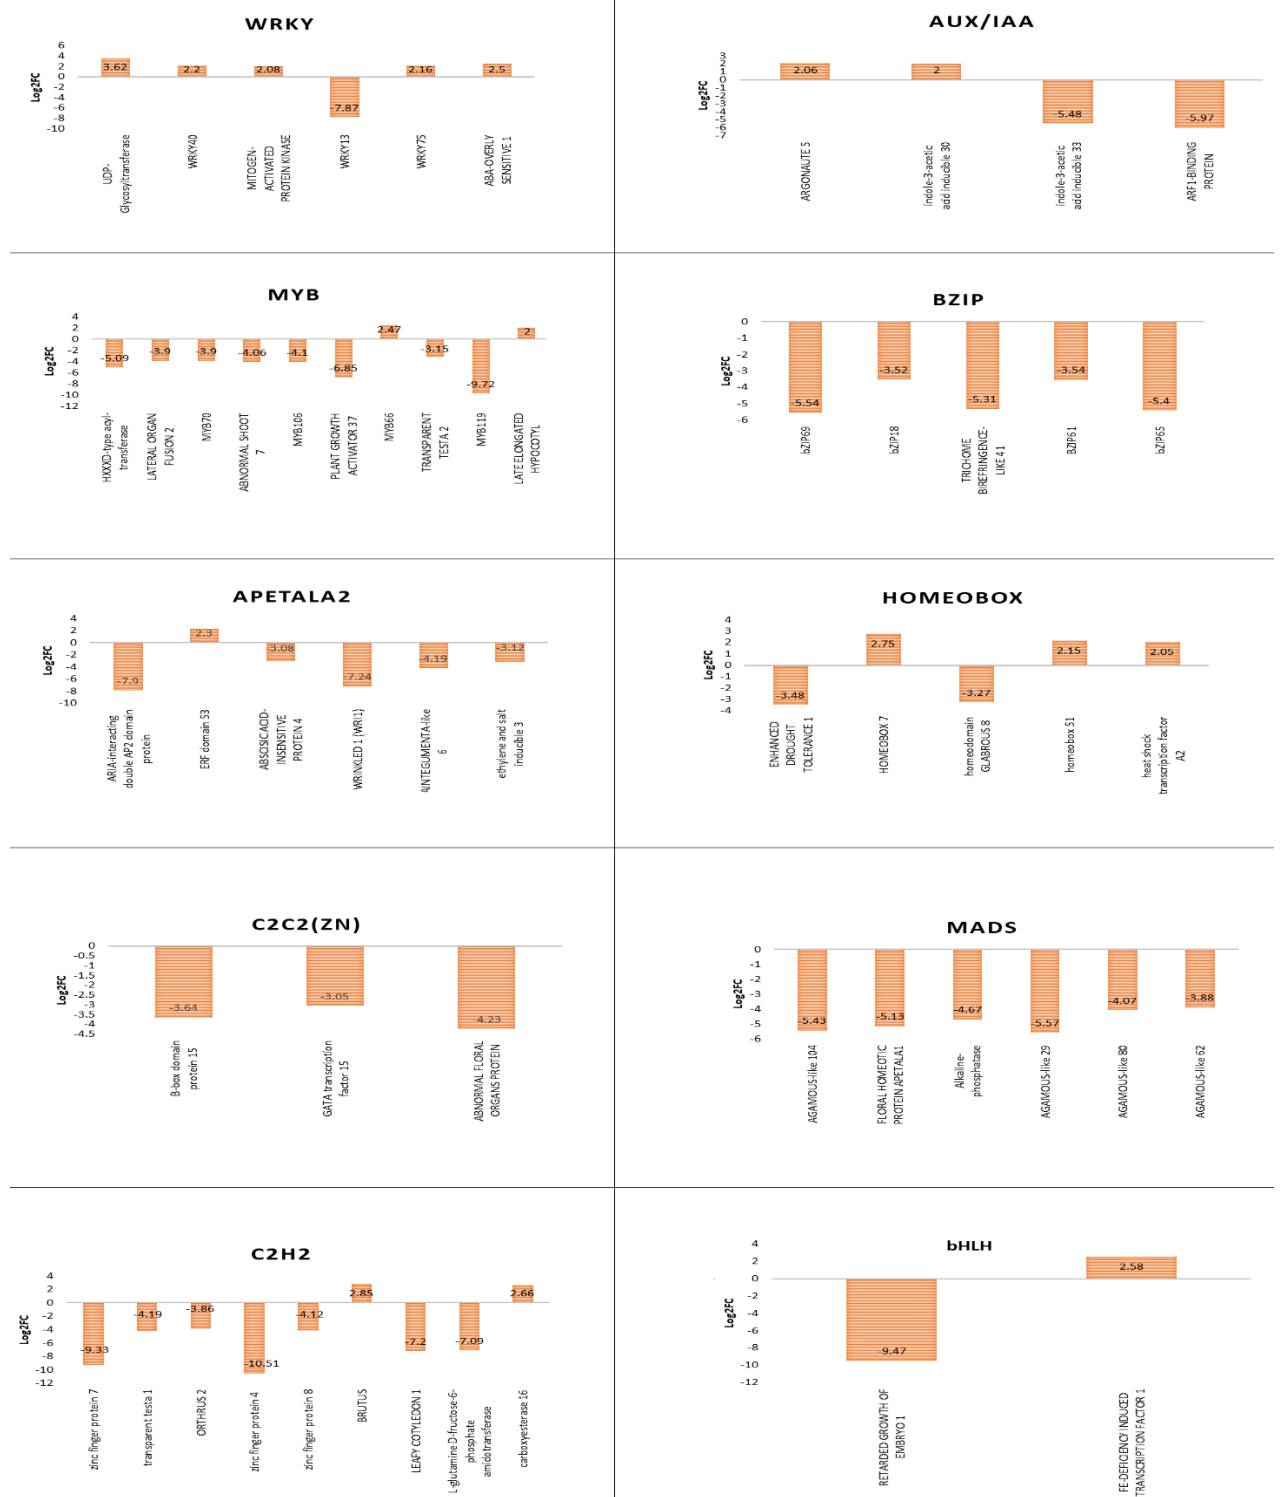 WRKY
6
4
2
0
-2
-4
-6
-8
-10
Log2FC
3.62
2.2
2.08
-7.87
2.16
2.5
UDP-
Glycosyltransferase
WRKY40
MITOGEN-
ACTIVATED
PROTEIN KINASE
WRKY13
WRKY75
ABA-OVERLY
SENSITIVE 1
AUX/IAA
3
2
1
0
-1
-2
-3
-4
-5
-6
-7
Log2FC
2.06
2
-5.48
-5.97
ARGONAUTE 5
indole-3-acetic
add inducible 30
indole-3-acetic
add inducible 33
ARF1-BINDING
PROTEIN
MYB
4
2
0
-2
-4
-6
-8
-10
-12
Log2FC
-5.09
-3.9
-3.9
-4.06
-4.1
-6.85
2.47
-3.15
-9.72
2
HXXXD-type acyl-
transferase
LATERAL ORGAN
FUSION 2
MYB70
ABNORMAL SHOOT
7
MYB106
PLANT GROWTH
ACTIVATOR 37
MYB66
TRANSPARENT
TESTA 2
MYB119
LATE ELONGATED
HYPOCOTYL
BZIP
0
-1
-2
-3
-4
-5
-6
Log2FC
-5.54
-3.52
-5.31
-3.54
-5.4
bZIP69
bZIP18
TRICHOME
BIREFRINGENCE-
LIKE 41
BZIP61
bZIP65
APETALA2
4
2
0
-2
-4
-6
-8
-10
Log2FC
-7.9
2.3
-3.08
-7.24
-4.19
-3.12
ARIA-interacting
double AP2 domain
protein
ERF domain 53
ABSCISIC ACID-
INSENSITIVE
PROTEIN 4
WRINKLED 1 (WRI1)
AINTEGUMENTA-like
6
ethylene and salt
inducible 3
HOMEOBOX
4
3
2
1
0
-1
-2
-3
-4
Log2FC
-3.48
2.75
-3.27
2.15
2.05
ENHANCED
DROUGHT
TOLERANCE 1
HOMEOBOX 7
homeodomain
GLABROUS 8
homeobox 51
heat shock
transcription factor
A2
C2C2(ZN)
0
-0.5
-1
-1.5
-2
-2.5
-3
-3.5
-4
-4.5
Log2FC
-3.64
-3.05
-4.23
B-box domain
protein 15
GATA transcription
factor 15
ABNORMAL FLORAL
ORGANS PROTEIN
MADS
0
-1
-2
-3
-4
-5
-6
Log2FC
-5.43
-5.13
-4.67
-5.57
-4.07
-3.88
AGAMOUS-like 104
FLORAL HOMEOTIC
PROTEIN APETALA1
Alkaline-
phosphatase
AGAMOUS-like 29
AGAMOUS-like 80
AGAMOUS-like 62
C2H2
4
2
0
-2
-4
-6
-8
-10
-12
Log2FC
-9.33
-4.19
-3.86
-10.51
-4.12
2.85
-7.2
-7.09
2.66
zinc finger protein 7
transparent testa 1
ORTHRUS 2
zinc finger protein 4
zinc finger protein 8
BRUTUS
LEAFY COTYLEDON 1
L-glutamine D-fructose-6-
phosphate
amidotransferase
carboxyesterase 16
bHLH
4
2
0
-2
-4
-6
-8
-10
-12
Log2FC
-9.47
2.58
RETARDED GROWTH OF
EMBRYO 1
FE-DEFICIENCY INDUCED
TRANSCRIPTION FACTOR 1